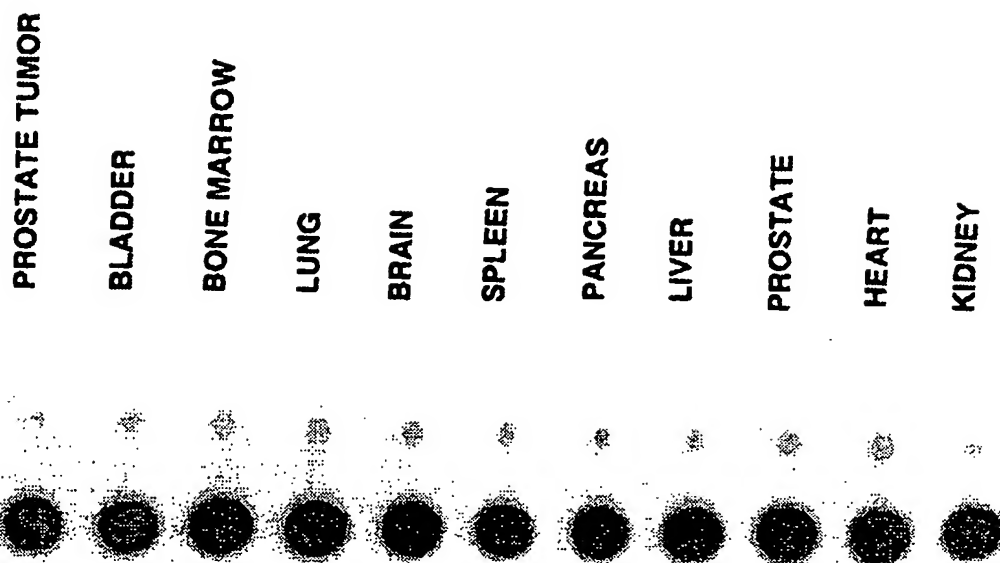 PROSTATE TUMOR
BLADDER
BONE MARROW
LUNG
BRAIN
SPLEEN
PANCREAS
LIVER
PROSTATE
HEART
KIDNEY